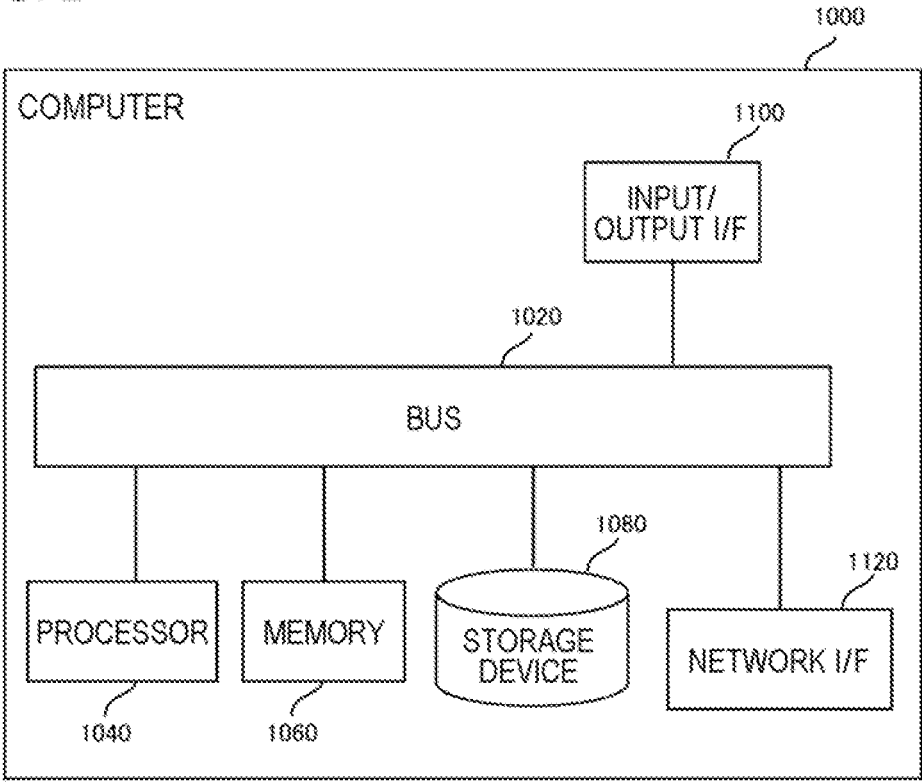 1000
COMPUTER
1100
INPUT/
OUTPUT I/F
1020
BUS
1080
1120
PROCESSOR
MEMORY
STORAGE
DEVICE
NETWORK I/F
1040
1060